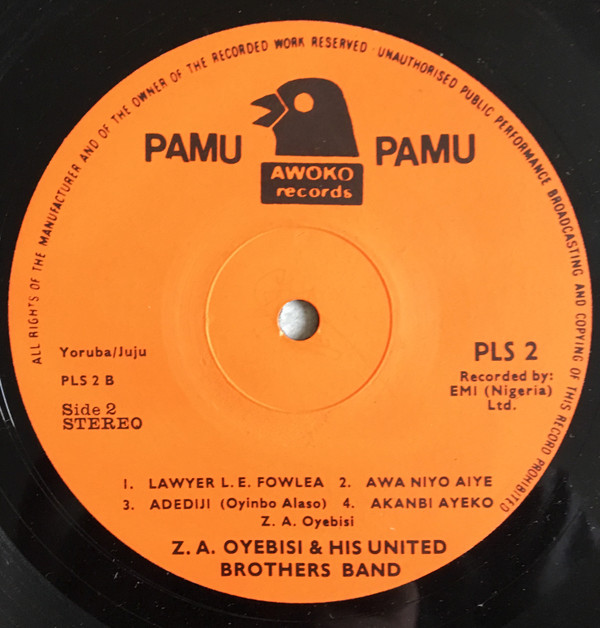 ALL RIGHTS OF THE MANUFACTURER AND OF THE OWNER OF THE RECORDED WORK RESERVED · UNAUTHORISED PUBLIC PERFORMANCE BROADCASTING AND COPYING OF THIS RECORD PROHIBITED
PAMU PAMU
AWOKO
records
Yoruba/Juju
PLS 2 B
Side 2
STEREO
PLS 2
Recorded by:
EMI (Nigeria)
Ltd.
1. LAWYER L. E. FOWLEA 2. AWA NIYO AIYE
3. ADEDIJI (Oyinbo Alaso) 4. AKANBI AYEKO
Z. A. Oyebisi
Z. A. OYEBISI & HIS UNITED
BROTHERS BAND